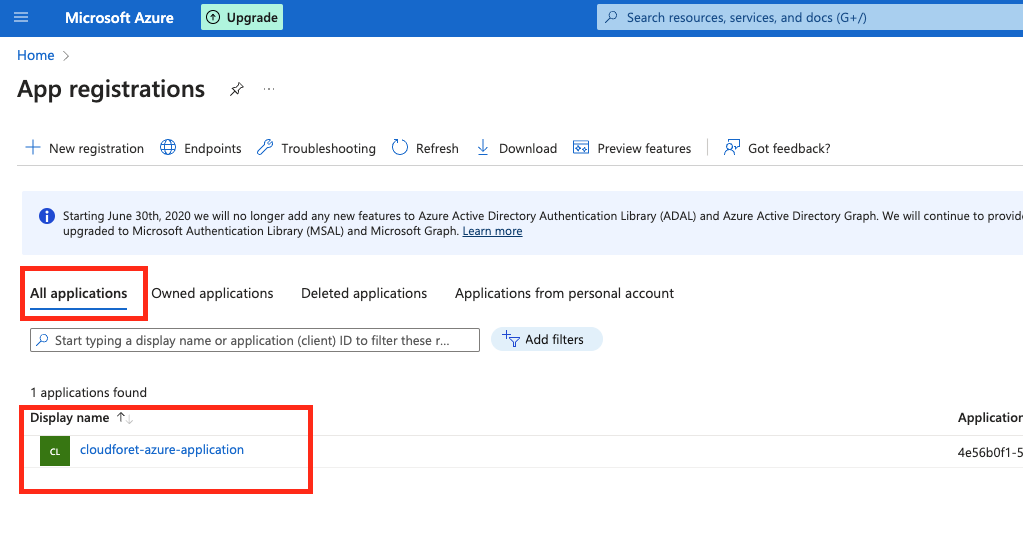 Microsoft Azure
Upgrade
Search resources, services, and docs (G+/)
Home
App registrations
New registration
Endpoints
Troubleshooting
Refresh
Download
Preview features
Got feedback?
Starting June 30th, 2020 we will no longer add any new features to Azure Active Directory Authentication Library (ADAL) and Azure Active Directory Graph. We will continue to provide
upgraded to Microsoft Authentication Library (MSAL) and Microsoft Graph. Learn more
All applications
Owned applications
Deleted applications
Applications from personal account
Start typing a display name or application (client) ID to filter these r...
Add filters
1 applications found
Display name
Application
CL
cloudforet-azure-application
4e56b0f1-5